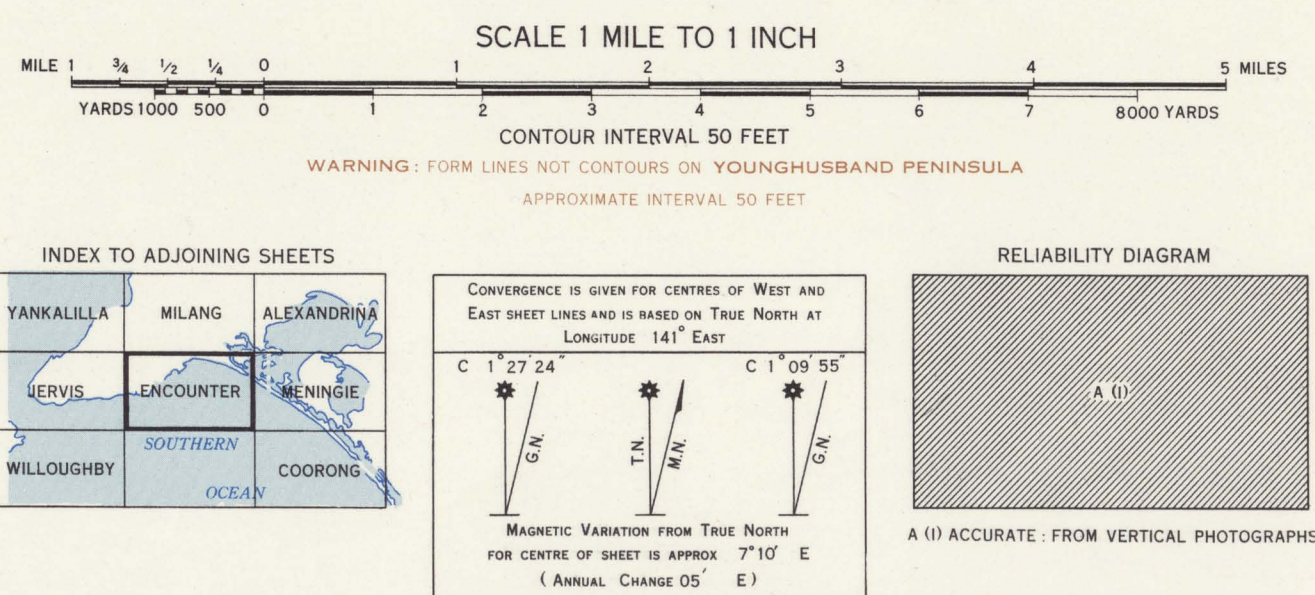 SCALE 1 MILE TO 1 INCH
MILE 1 3/4 1/2 1/4 0 1 2 3 4 5 MILES
YARDS 1000 500 0 1 2 3 4 5 6 7 8000 YARDS
CONTOUR INTERVAL 50 FEET
WARNING: FORM LINES NOT CONTOURS ON YOUNGHUSBAND PENINSULA
APPROXIMATE INTERVAL 50 FEET
INDEX TO ADJOINING SHEETS
YANKALILLA MILANG ALEXANDRINA
JERVIS ENCOUNTER MENINGIE
SOUTHERN
WILLOUGHBY COORONG
OCEAN
CONVERGENCE IS GIVEN FOR CENTRES OF WEST AND
EAST SHEET LINES AND IS BASED ON TRUE NORTH AT
LONGITUDE 141° EAST
C 1°27'24" C 1°09'55"
G.N. T.N. M.N. G.N.
MAGNETIC VARIATION FROM TRUE NORTH
FOR CENTRE OF SHEET IS APPROX 7°10' E
(ANNUAL CHANGE 05' E)
RELIABILITY DIAGRAM
A (I)
A (I) ACCURATE : FROM VERTICAL PHOTOGRAPHS